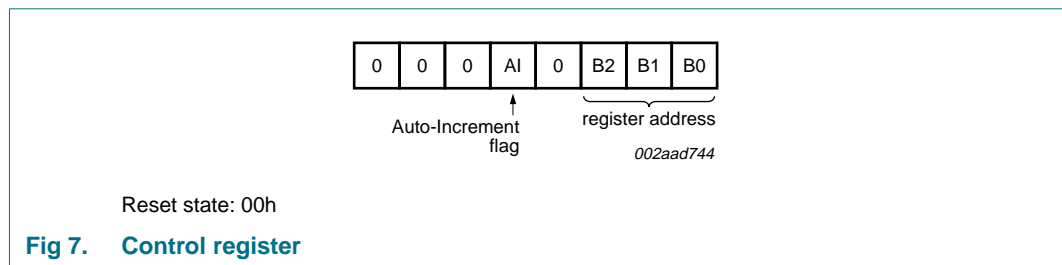 0 0 0 AI 0 B2 B1 B0
Auto-Increment
flag
register address
002aad744
Reset state: 00h
Fig 7. Control register